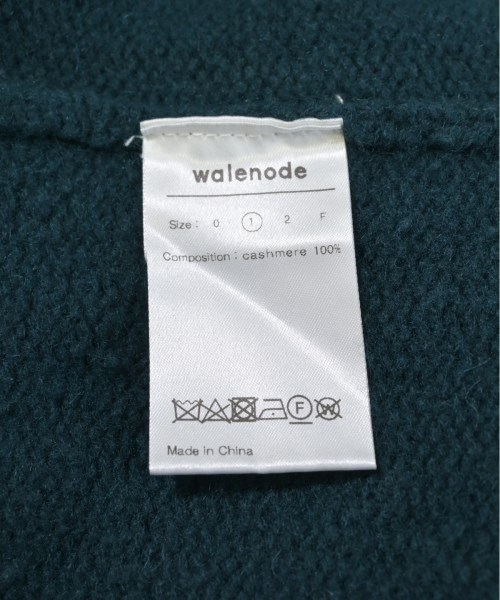 walenode
Size : 0 1 2 F
Composition : cashmere 100%
F W
Made in China